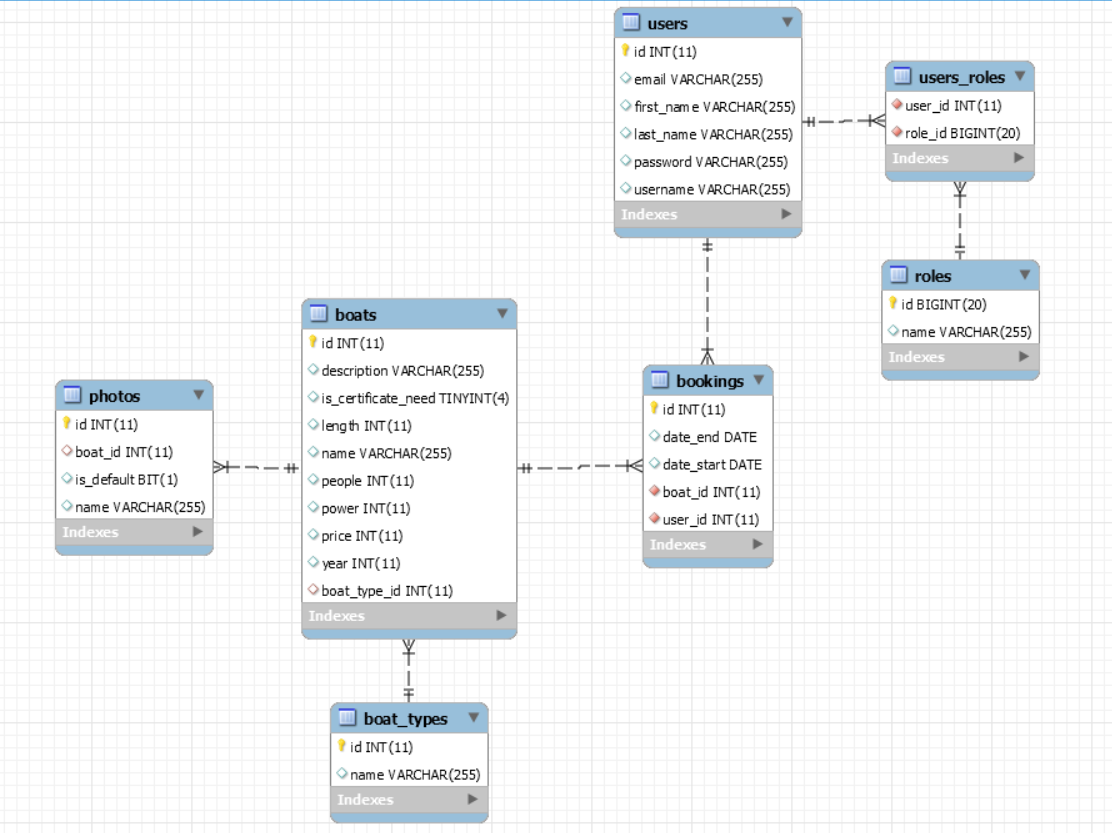 users
id INT(11)
email VARCHAR(255)
first_name VARCHAR(255)
last_name VARCHAR(255)
password VARCHAR(255)
username VARCHAR(255)
Indexes
users_roles
user_id INT(11)
role_id BIGINT(20)
Indexes
roles
id BIGINT(20)
name VARCHAR(255)
Indexes
boats
id INT(11)
description VARCHAR(255)
is_certificate_need TINYINT(4)
length INT(11)
name VARCHAR(255)
people INT(11)
power INT(11)
price INT(11)
year INT(11)
boat_type_id INT(11)
Indexes
bookings
id INT(11)
date_end DATE
date_start DATE
boat_id INT(11)
user_id INT(11)
Indexes
photos
id INT(11)
boat_id INT(11)
is_default BIT(1)
name VARCHAR(255)
Indexes
boat_types
id INT(11)
name VARCHAR(255)
Indexes